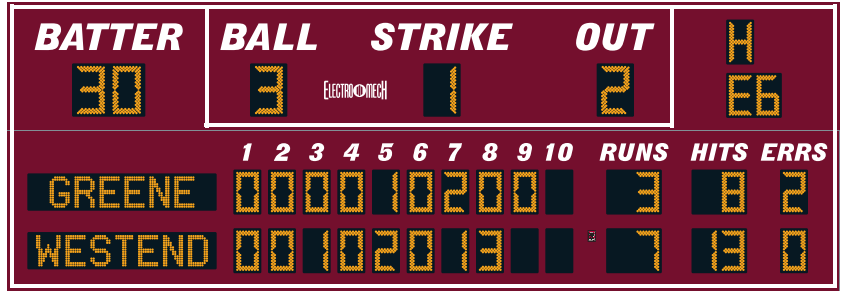 BATTER BALL STRIKE OUT H
30 3 ELECTRO-MECH 1 2 E6
1 2 3 4 5 6 7 8 9 10 RUNS HITS ERRS
GREENE 0 0 0 0 1 0 2 0 0 3 8 2
WESTEND 0 0 1 0 2 0 1 3 7 13 0